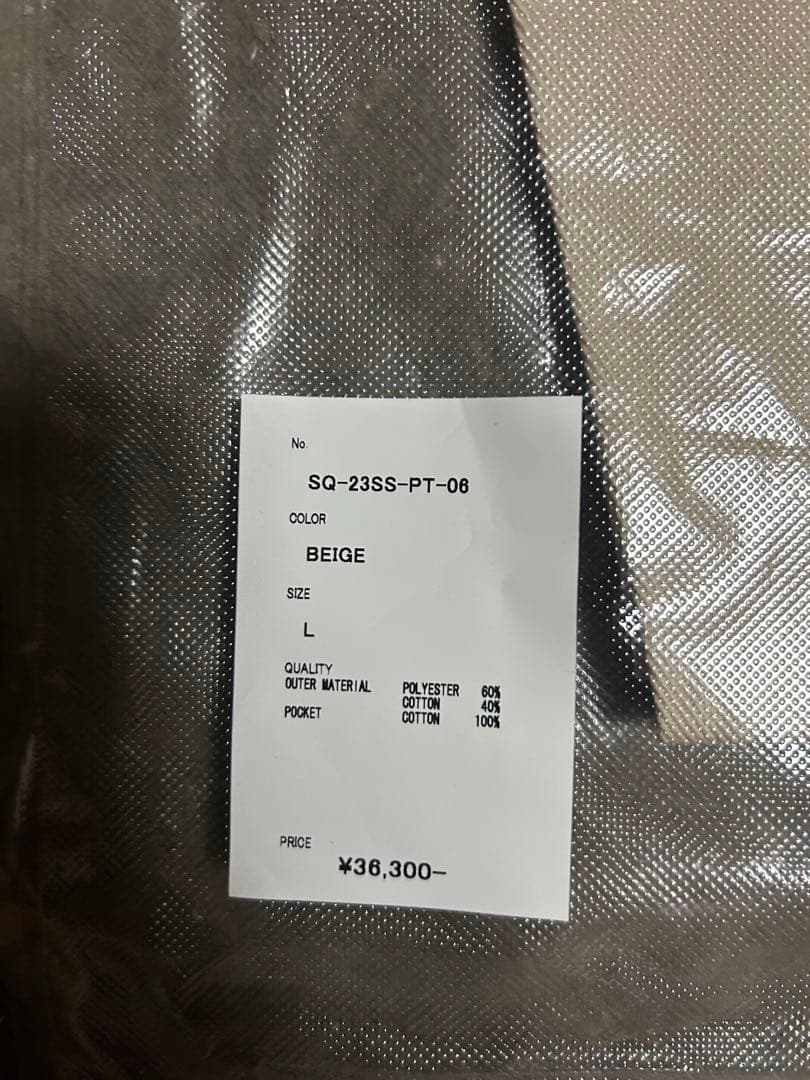 No.
SQ-23SS-PT-06
COLOR
BEIGE
SIZE
L
QUALITY
OUTER MATERIAL POLYESTER 60%
COTTON 40%
POCKET COTTON 100%
PRICE
¥36,300−